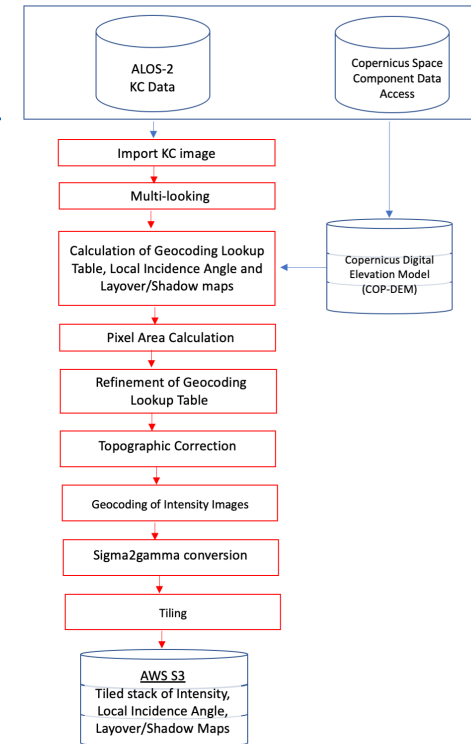 ALOS-2
KC Data
Copernicus Space
Component Data
Access
Import KC image
Multi-looking
Calculation of Geocoding Lookup
Table, Local Incidence Angle and
Layover/Shadow maps
Copernicus Digital
Elevation Model
(COP-DEM)
Pixel Area Calculation
Refinement of Geocoding
Lookup Table
Topographic Correction
Geocoding of Intensity Images
Sigma2gamma conversion
Tiling
AWS S3
Tiled stack of Intensity,
Local Incidence Angle,
Layover/Shadow Maps